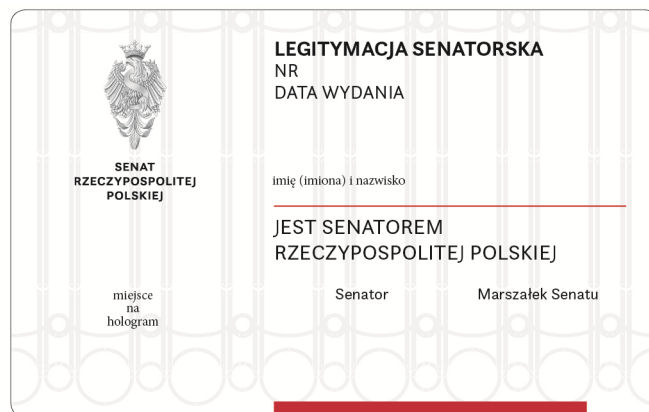 LEGITYMACJA SENATORSKA
NR
DATA WYDANIA
SENAT
RZECZYPOSPOLITEJ
POLSKIEJ
imię (imiona) i nazwisko
JEST SENATOREM
RZECZYPOSPOLITEJ POLSKIEJ
miejsce
na
hologram
Senator
Marszałek Senatu